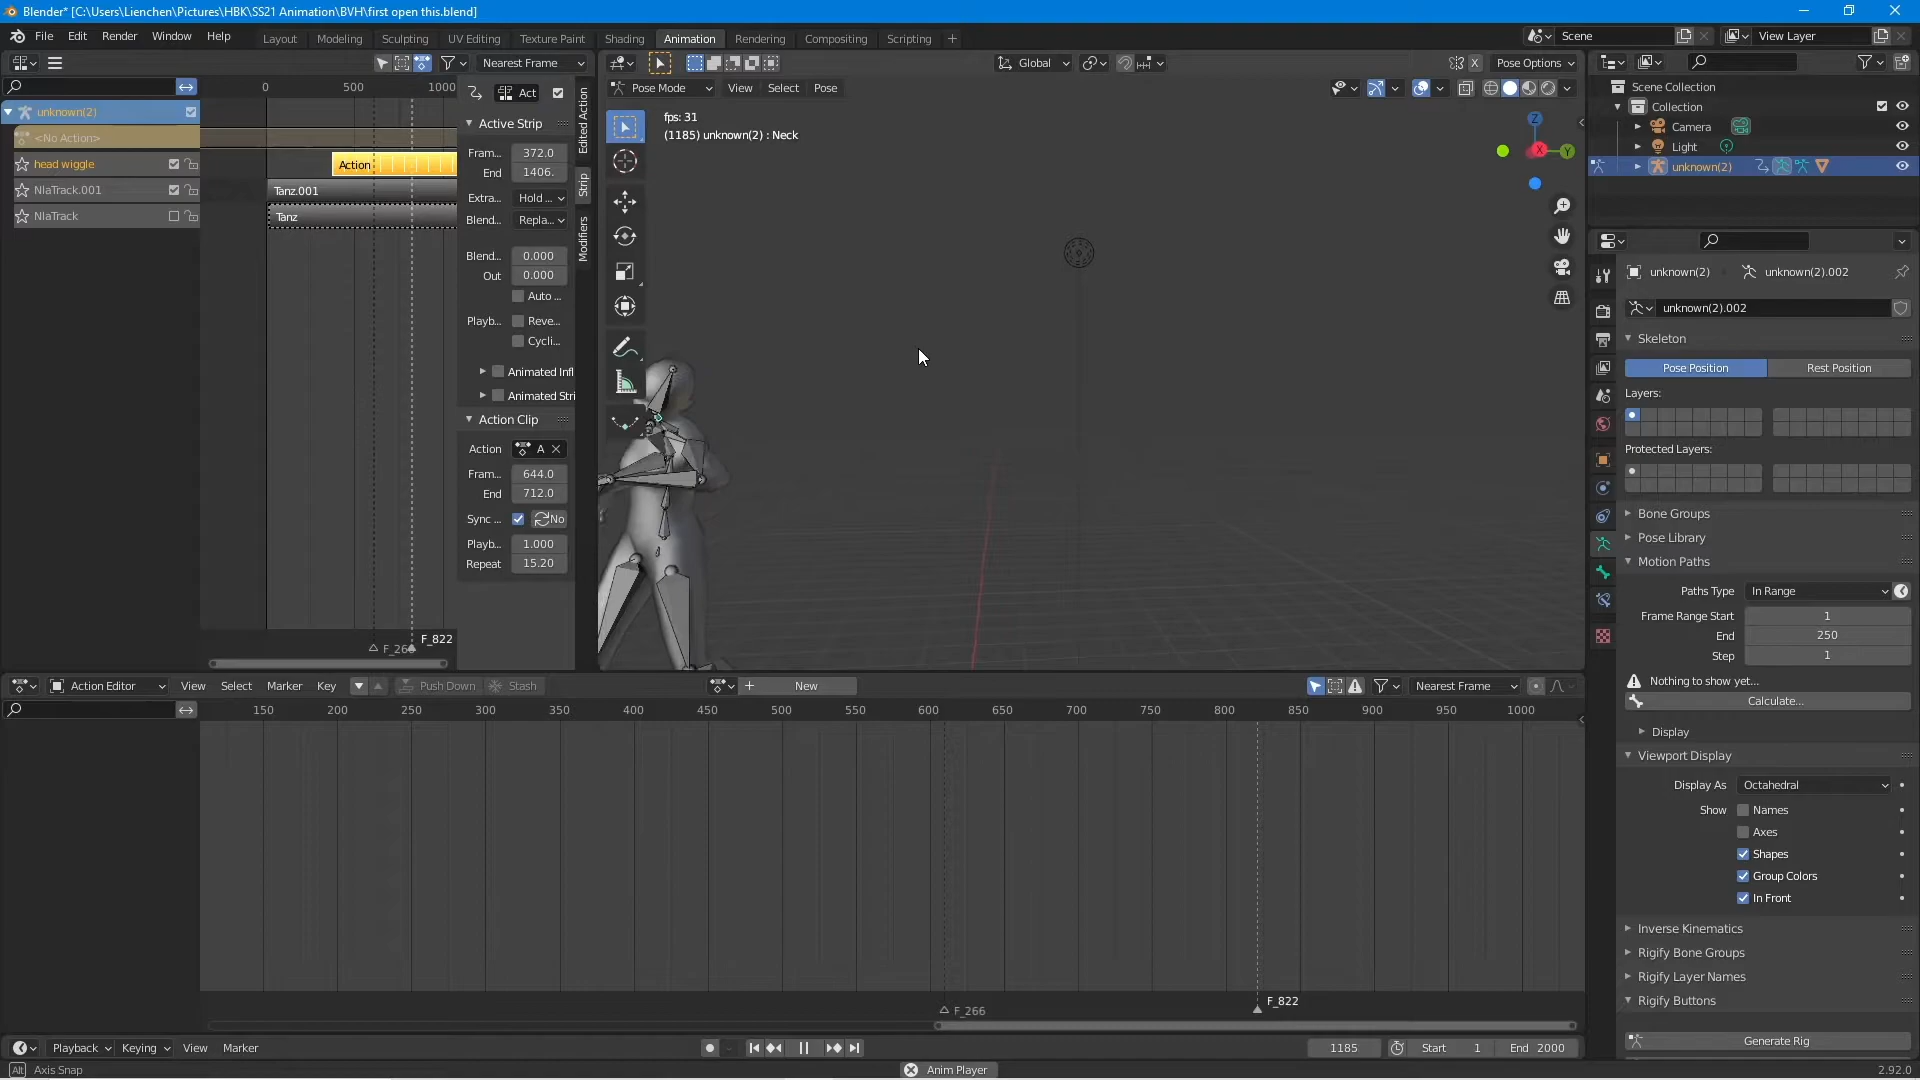 Blender* [C:\Users\Lienchen\Pictures\HBK\SS21 Animation\BVH\first open this.blend]
File Edit Render Window Help Layout Modeling Sculpting UV Editing Texture Paint Shading Animation Rendering Compositing Scripting Scene View Layer
Nearest Frame Global Pose Options
0 500 1000 Act Pose Mode View Select Pose Scene Collection
unknown(2) Collection
<No Action> Active Strip fps: 31 Camera
head wiggle Action Fram... 372.0 (1185) unknown(2) : Neck Light
NlaTrack.001 Tanz.001 End 1406. unknown(2)
NlaTrack Tanz Extra... Hold ...
Blend... Repla...
Blend... 0.000
Out 0.000
Auto ...
Playb... Reve...
Cycli...
Animated Infl
Animated Stri
Action Clip
Action A
Fram... 644.0
End 712.0
Sync ... No
Playb... 1.000
Repeat 15.20
Edited Action
Strip
Modifiers
F_266
F_822
X Y Z
unknown(2) unknown(2).002
unknown(2).002
Skeleton
Pose Position Rest Position
Layers:
Protected Layers:
Bone Groups
Pose Library
Motion Paths
Paths Type In Range
Frame Range Start 1
End 250
Step 1
Nothing to show yet...
Calculate...
Display
Viewport Display
Display As Octahedral
Show Names
Axes
Shapes
Group Colors
In Front
Inverse Kinematics
Rigify Bone Groups
Rigify Layer Names
Rigify Buttons
Generate Rig
Action Editor View Select Marker Key Push Down Stash New Nearest Frame
150 200 250 300 350 400 450 500 550 600 650 700 750 800 850 900 950 1000
F_266 F_822
Playback Keying View Marker 1185 Start 1 End 2000
Alt Axis Snap Anim Player 2.92.0